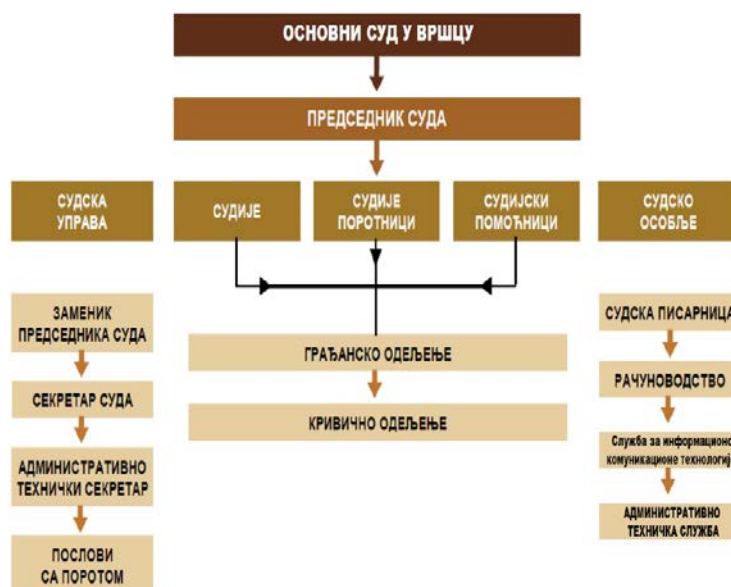 ОСНОВНИ СУД У ВРШЦУ
ПРЕДСЕДНИК СУДА
СУДСКА
УПРАВА
СУДИЈЕ
СУДИЈЕ
ПОРОТНИЦИ
СУДИЈСКИ
ПОМОЋНИЦИ
СУДСКО
ОСОБЉЕ
ЗАМЕНИК
ПРЕДСЕДНИКА СУДА
СЕКРЕТАР СУДА
АДМИНИСТРАТИВНО
ТЕХНИЧКИ СЕКРЕТАР
ПОСЛОВИ
СА ПОРОТОМ
ГРАЂАНСКО ОДЕЉЕЊЕ
КРИВИЧНО ОДЕЉЕЊЕ
СУДСКА ПИСАРНИЦА
РАЧУНОВОДСТВО
Служба за информационо
комуникационе технологије
АДМИНИСТРАТИВНО
ТЕХНИЧКА СЛУЖБА